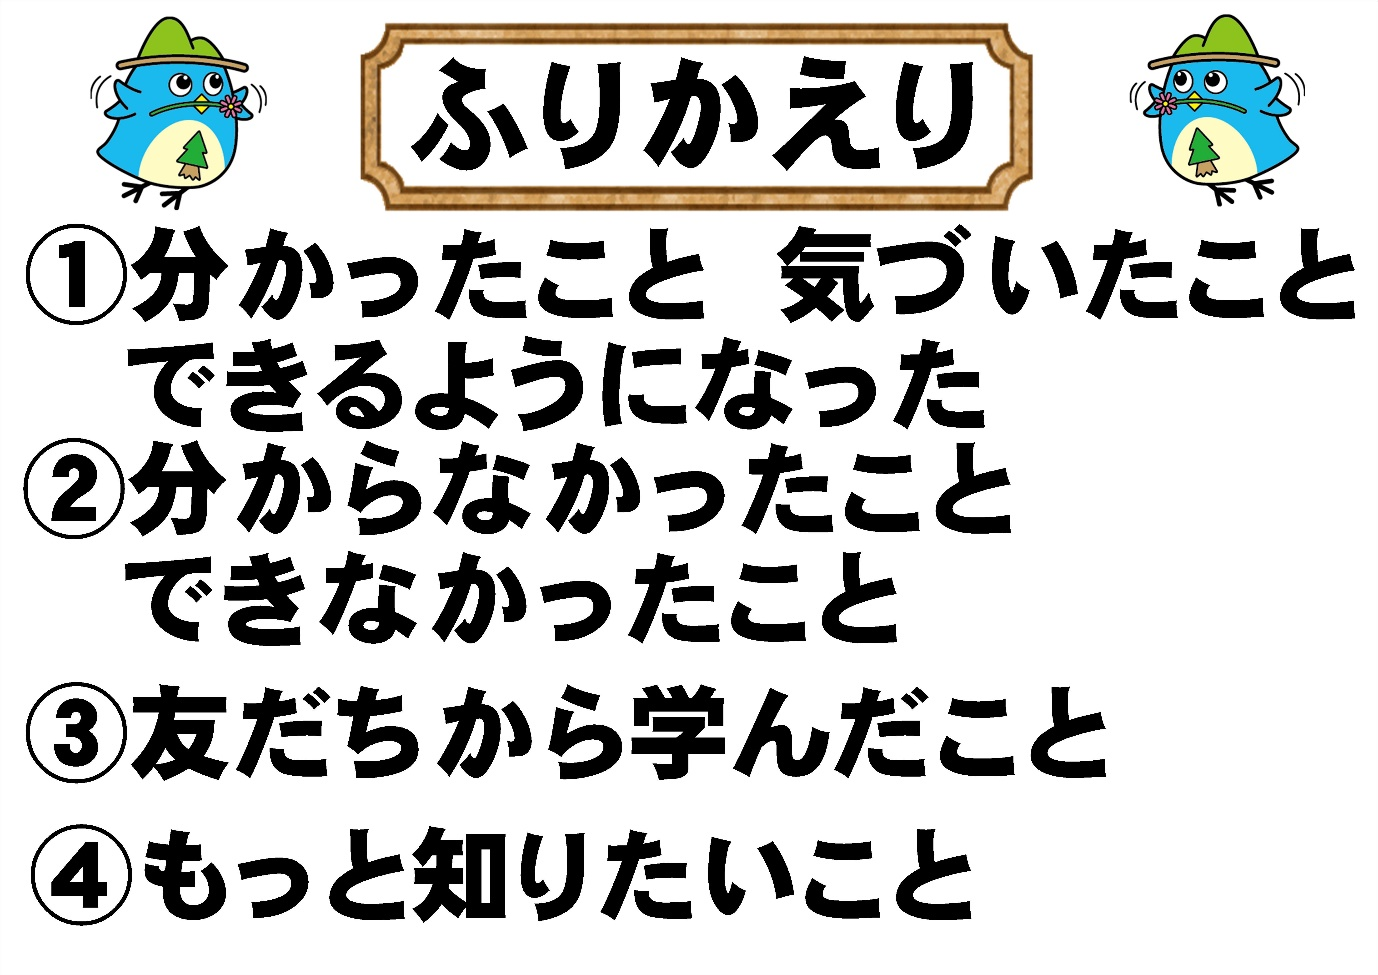 ふりかえり
①分かったこと　気づいたこと
できるようになった
②分からなかったこと
できなかったこと
③友だちから学んだこと
④もっと知りたいこと